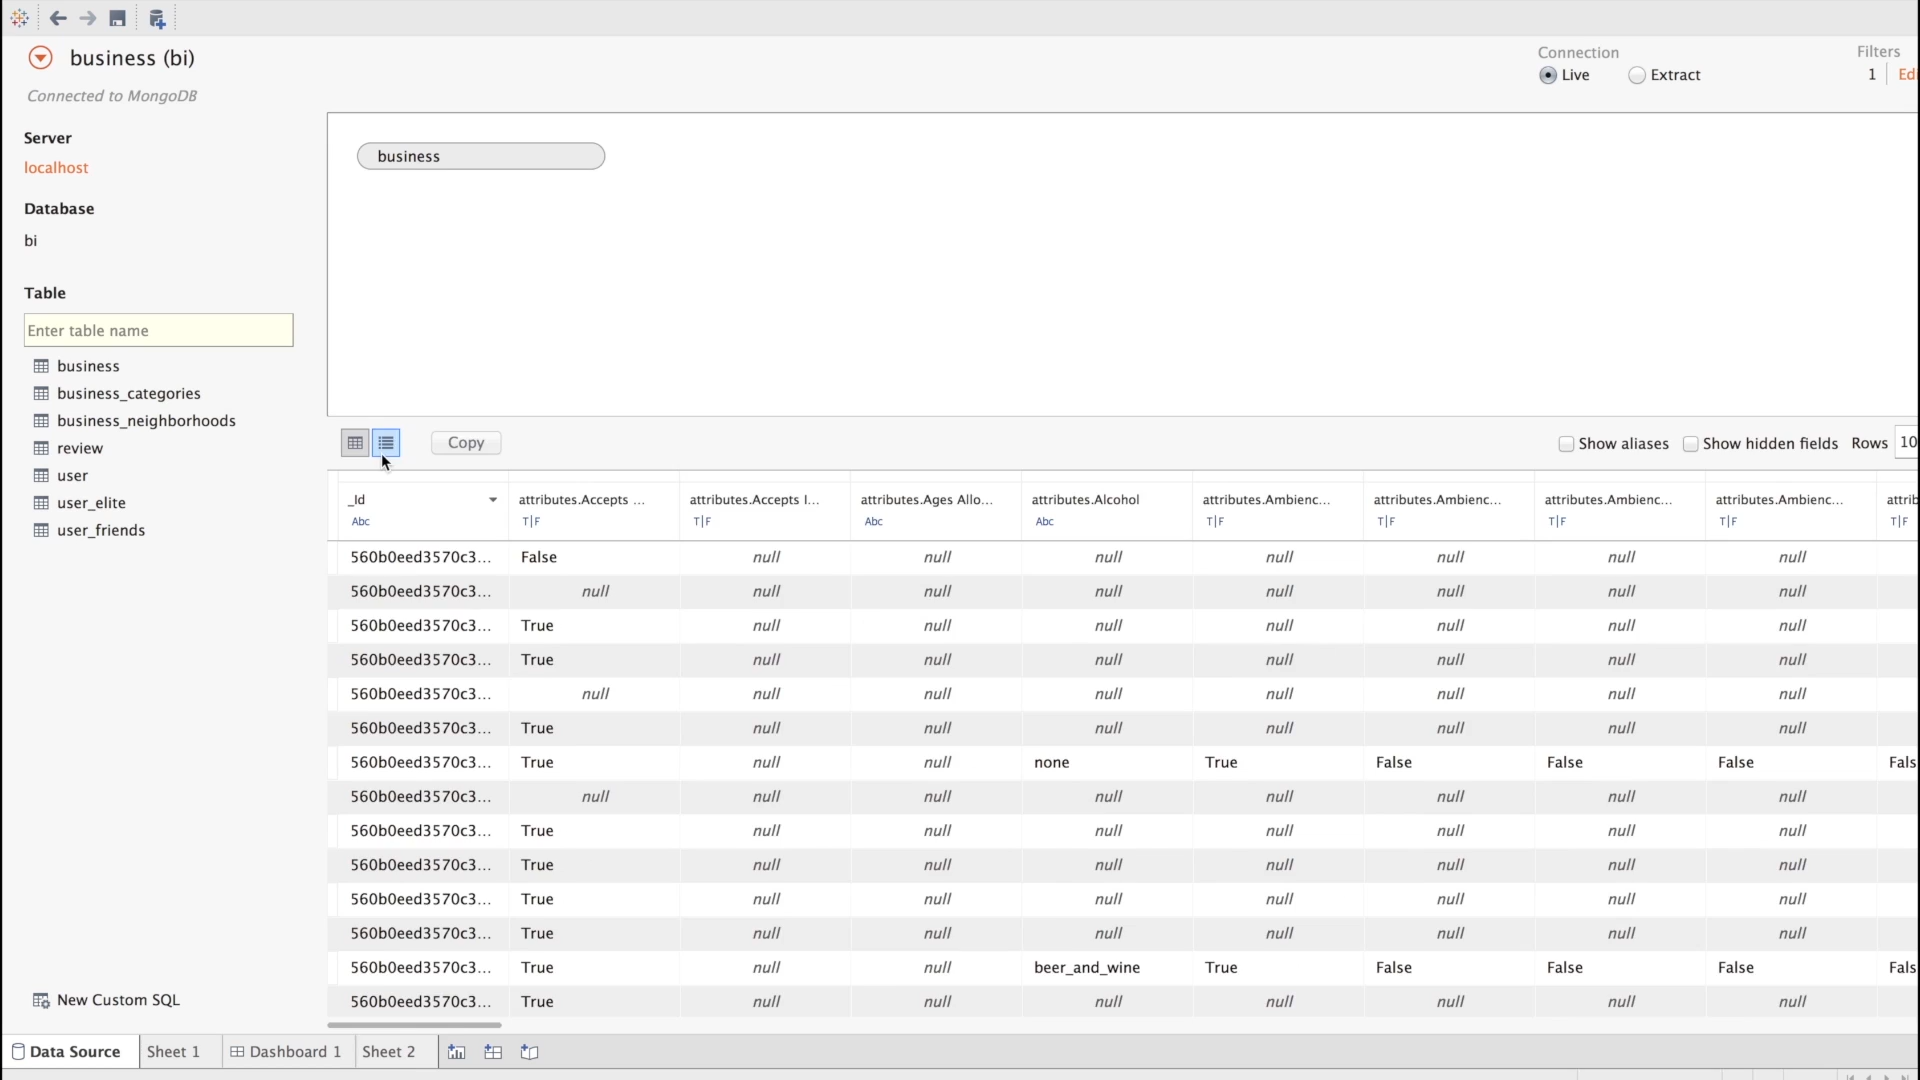 business (bi)
Connected to MongoDB
Connection
Live
Extract
Filters
1
Server
localhost
Database
bi
Table
Enter table name
business
business_categories
business_neighborhoods
review
user
user_elite
user_friends
New Custom SQL
business
Copy
Show aliases
Show hidden fields
Rows
_Id attributes.Accepts ... attributes.Accepts I... attributes.Ages Allo... attributes.Alcohol attributes.Ambienc... attributes.Ambienc... attributes.Ambienc... attributes.Ambienc...
Abc T|F T|F Abc Abc T|F T|F T|F T|F T|F
560b0eed3570c3... False null null null null null null null
560b0eed3570c3... null null null null null null null null
560b0eed3570c3... True null null null null null null null
560b0eed3570c3... True null null null null null null null
560b0eed3570c3... null null null null null null null null
560b0eed3570c3... True null null null null null null null
560b0eed3570c3... True null null none True False False False
560b0eed3570c3... null null null null null null null null
560b0eed3570c3... True null null null null null null null
560b0eed3570c3... True null null null null null null null
560b0eed3570c3... True null null null null null null null
560b0eed3570c3... True null null null null null null null
560b0eed3570c3... True null null beer_and_wine True False False False
560b0eed3570c3... True null null null null null null null
Data Source
Sheet 1
Dashboard 1
Sheet 2